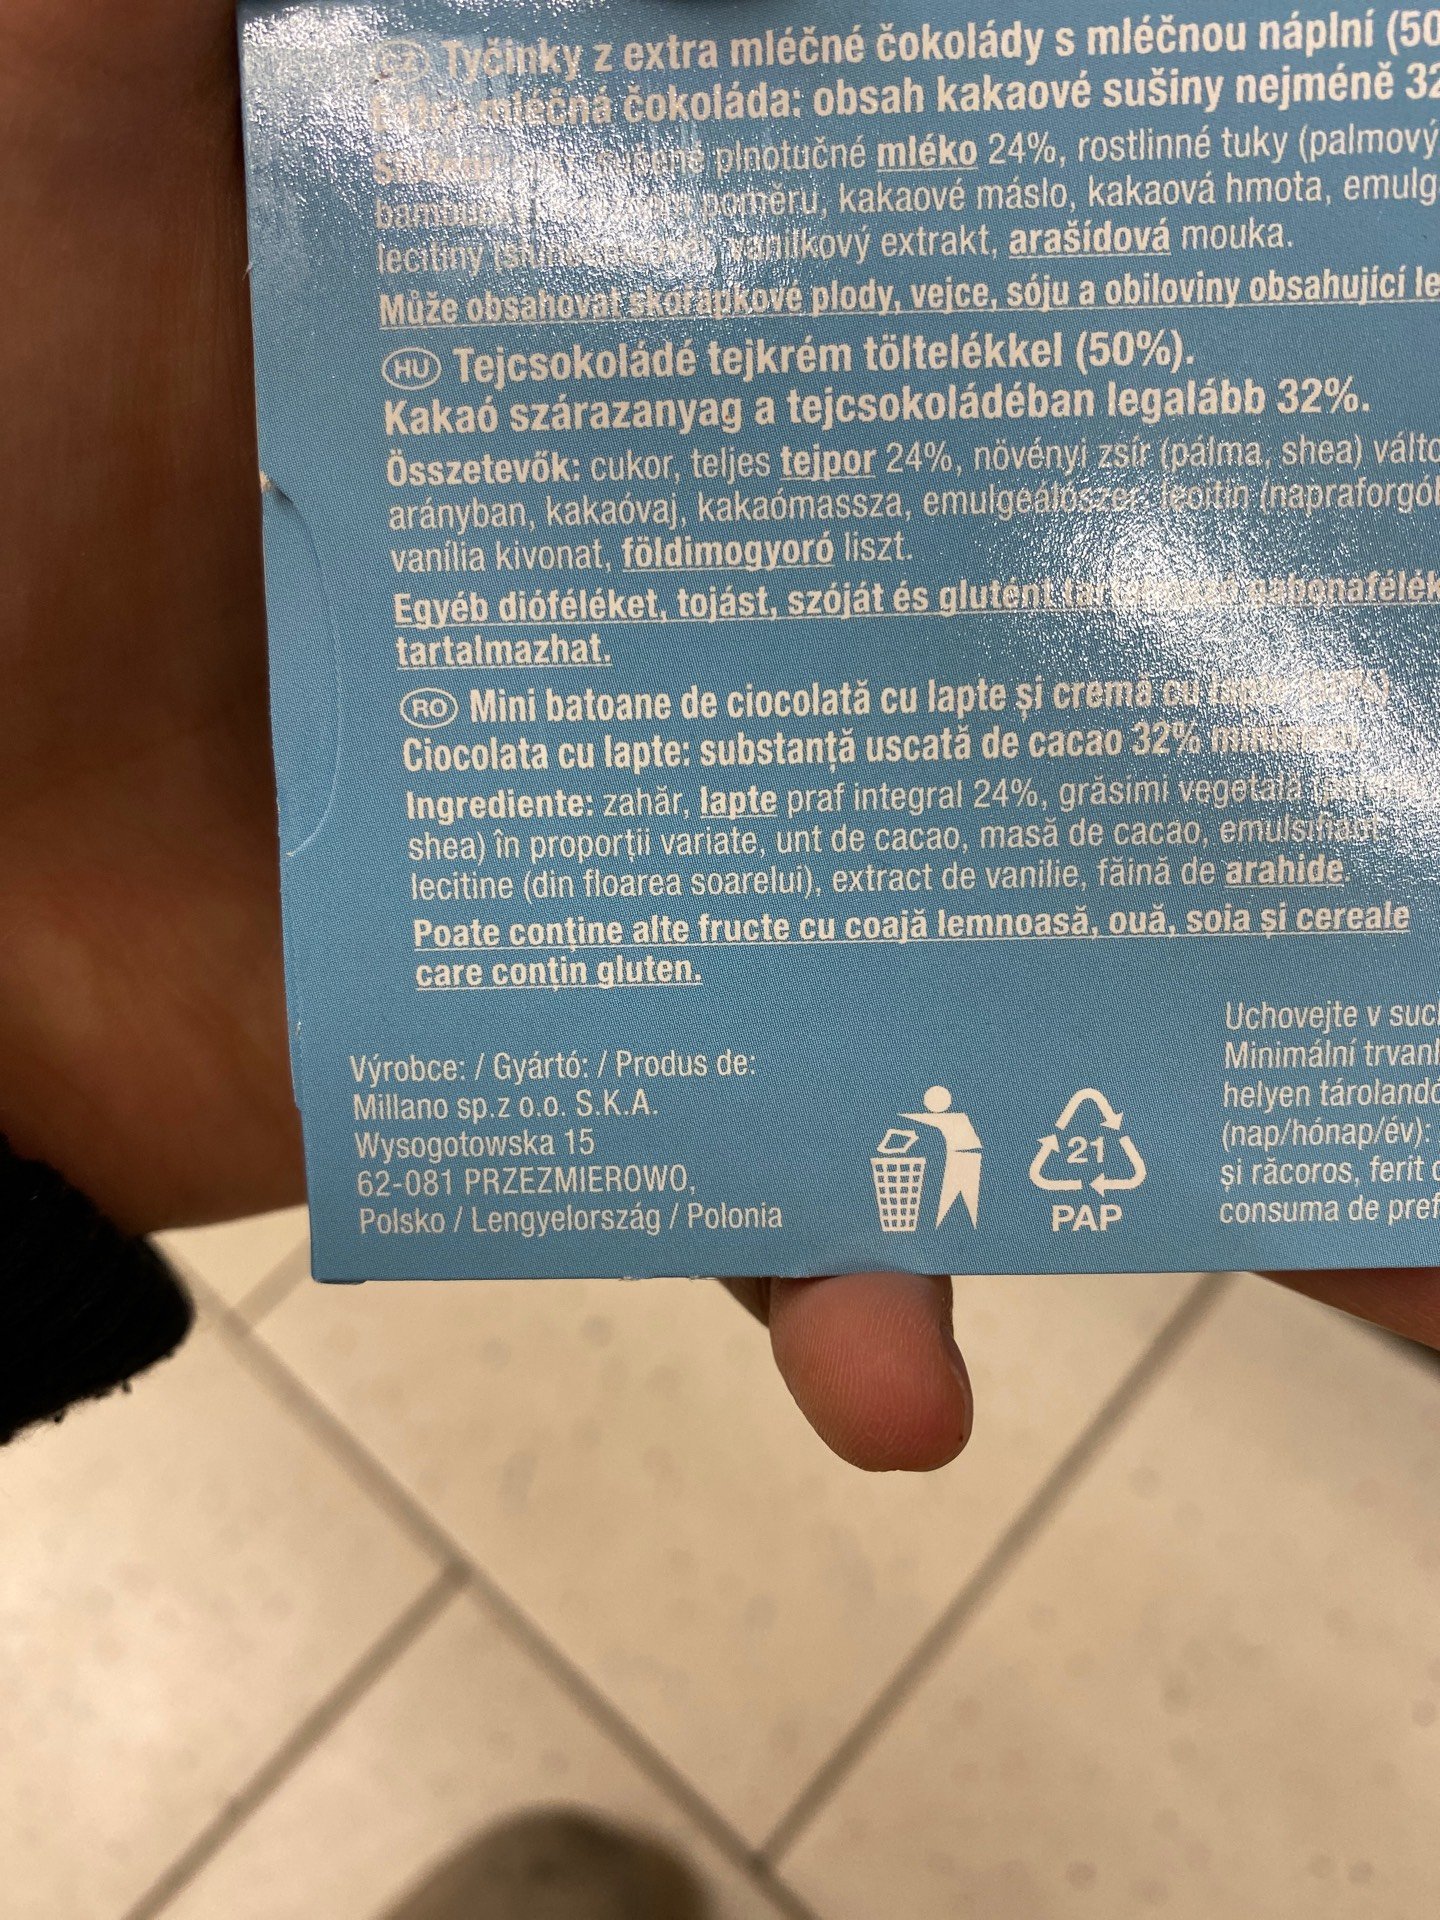 CZ Tyčinky z extra mléčné čokolády s mléčnou náplní (50
Extra mléčná čokoláda: obsah kakaové sušiny nejméně 32
plnotučné mléko 24%, rostlinné tuky (palmový
poměru, kakaové máslo, kakaová hmota, emulg
lecitiny vanilkový extrakt, arašídová mouka.
Může obsahovat skořápkové plody, vejce, sóju a obiloviny obsahující le
HU Tejcsokoládé tejkrém töltelékkel (50%).
Kakaó szárazanyag a tejcsokoládéban legalább 32%.
Összetevők: cukor, teljes tejpor 24%, növényi zsír (pálma, shea) válto
arányban, kakaóvaj, kakaómassza, emulgeálószer: lecitin (napraforgób
vanília kivonat, földimogyoró liszt.
Egyéb dióféléket, tojást, szóját és glutént gabonafélék
tartalmazhat.
RO Mini batoane de ciocolată cu lapte și cremă cu
Ciocolata cu lapte: substanță uscată de cacao 32%
Ingrediente: zahăr, lapte praf integral 24%, grăsimi vegetală
shea) în proporții variate, unt de cacao, masă de cacao, emulsifiant
lecitine (din floarea soarelui), extract de vanilie, făină de arahide.
Poate conține alte fructe cu coajă lemnoasă, ouă, soia și cereale
care conțin gluten.
Výrobce: / Gyártó: / Produs de:
Millano sp.z o.o. S.K.A.
Wysogotowska 15
62-081 PRZEZMIEROWO,
Polsko / Lengyelország / Polonia
21
PAP
Uchovejte v suc
Minimální trvanl
helyen tárolandó
(nap/hónap/év):
și răcoros, ferit d
consuma de pref